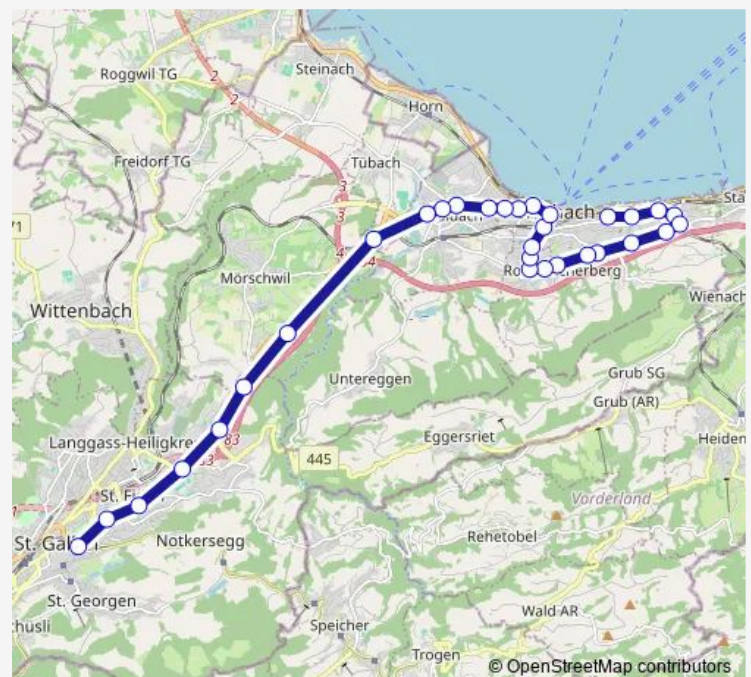 Roggwil TG
Steinach
2
2
Horn
Freidorf TG
Tübach
3
3
71
4
4
Mörschwil
Wittenbach
Wienach
Untereggen
Grub SG
Grub (AR)
Langgass-Heiligkre
83
83
445
Eggersriet
Heiden
Vorderland
Notkersegg
Rehetobel
St. Georgen
Wald AR
Speicher
Trogen
© OpenStreetMap contributors